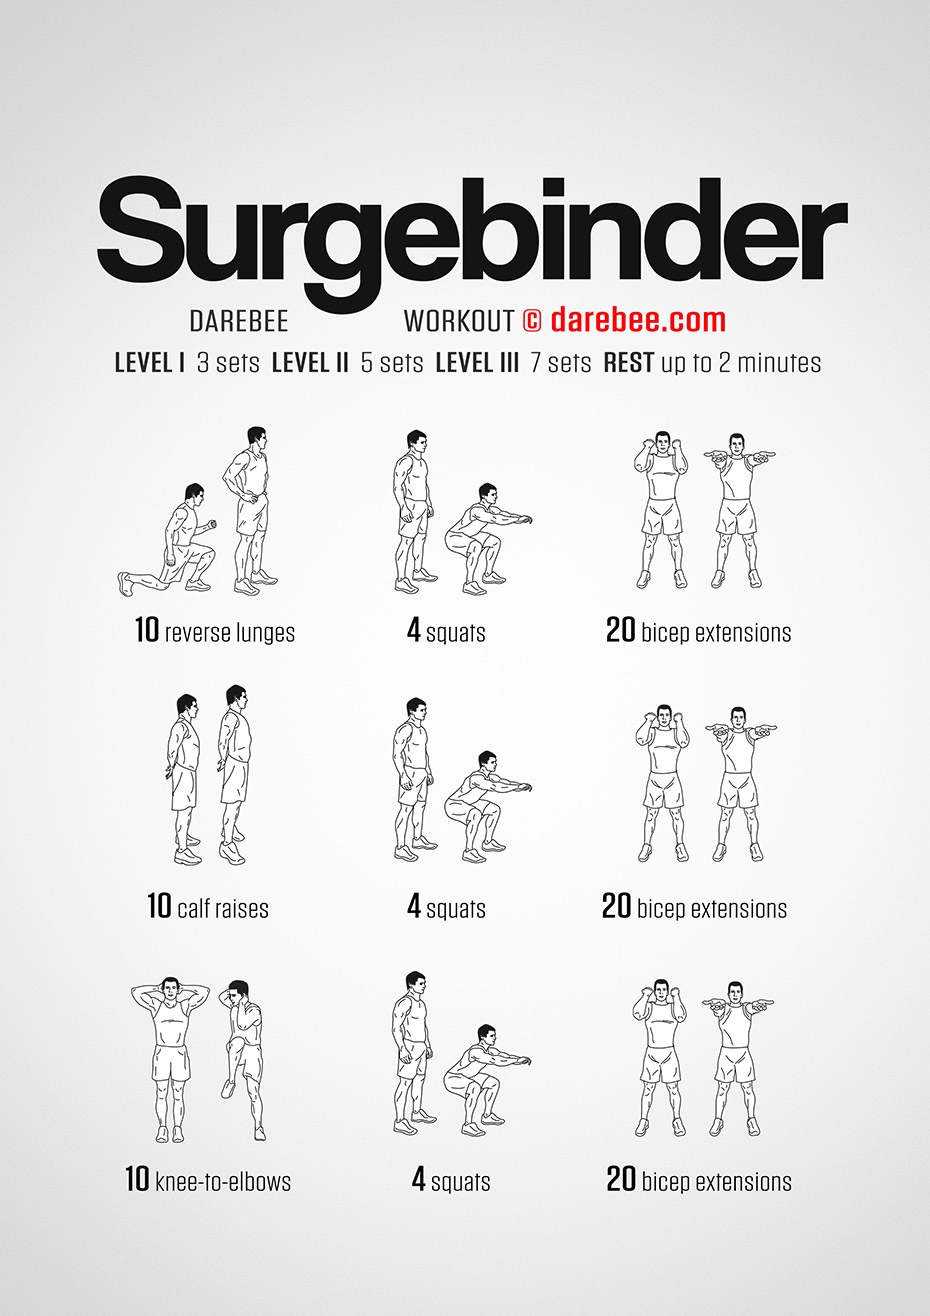 Surgebinder
DAREBEE WORKOUT © darebee.com
LEVEL I 3 sets LEVEL II 5 sets LEVEL III 7 sets REST up to 2 minutes
10 reverse lunges
4 squats
20 bicep extensions
10 calf raises
4 squats
20 bicep extensions
10 knee-to-elbows
4 squats
20 bicep extensions